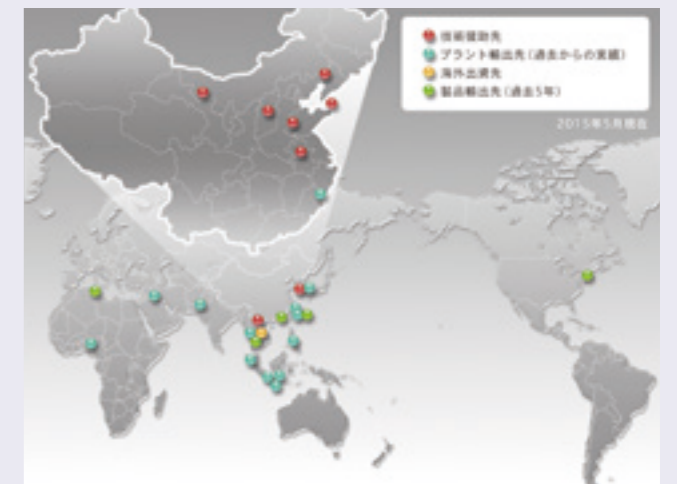 技術援助先
プラント輸出先(過去からの実績)
海外出資先
製品輸出先(過去5年)
2015年5月現在